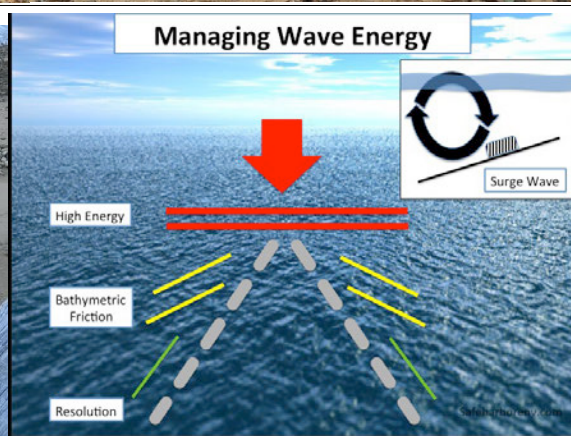 Managing Wave Energy
Surge Wave
High Energy
Bathymetric
Friction
Resolution